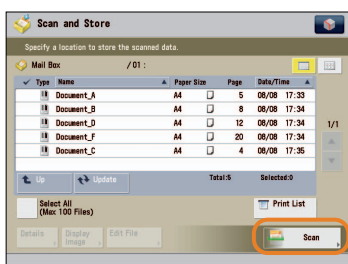 Scan and Store
Specify a location to store the scanned data.
Mail Box /01 :
Type Name Paper Size Page Date/Time
Document_A A4 5 08/08 17:33
Document_B A4 8 08/08 17:34
Document_D A4 12 08/08 17:34
Document_F A4 20 08/08 17:34
Document_C A4 4 08/08 17:35
1/1
Up Update Total:5 Selected:0
Select All
(Max 100 Files)
Print List
Details Display Image Edit File Scan